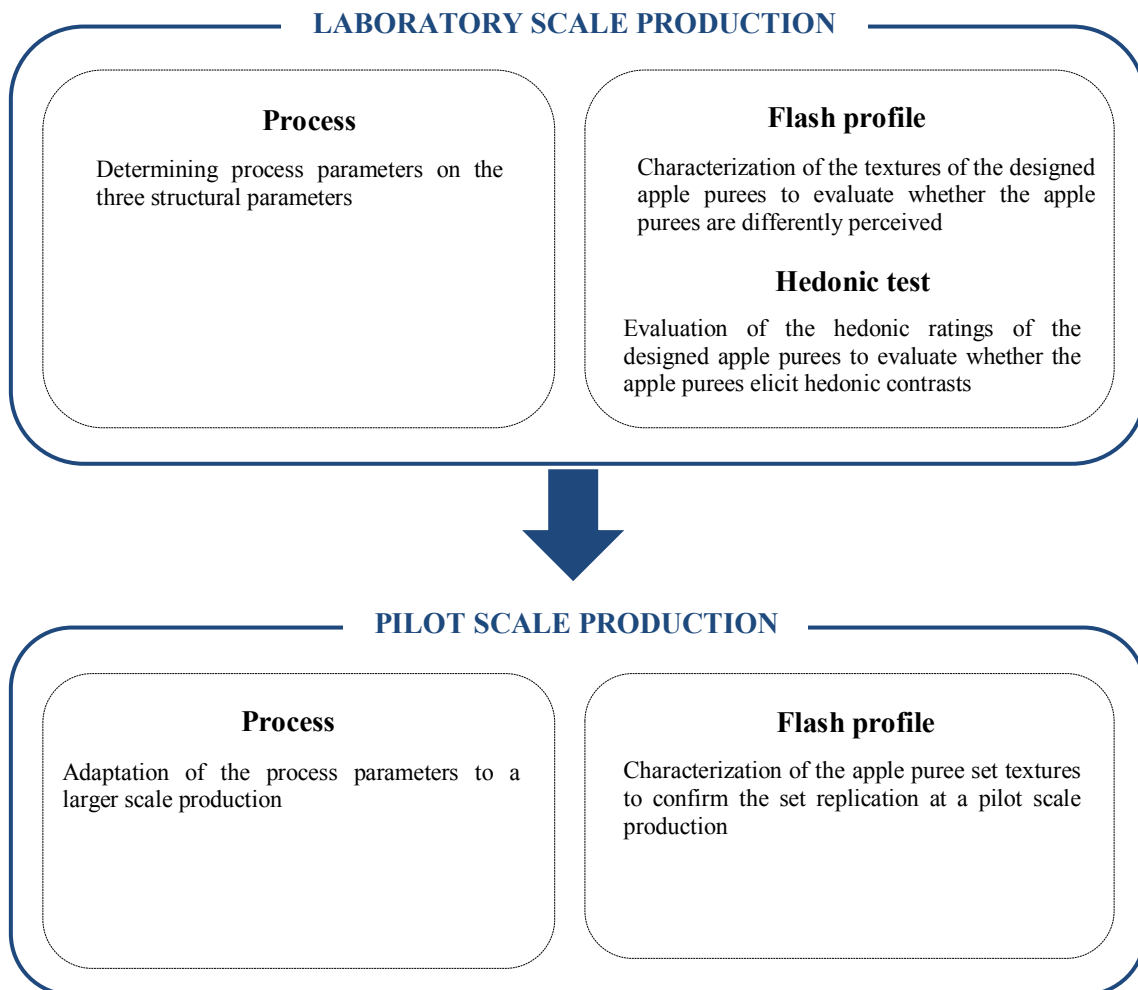 LABORATORY SCALE PRODUCTION
Process
Determining process parameters on the
three structural parameters
Flash profile
Characterization of the textures of the designed
apple purees to evaluate whether the apple
purees are differently perceived
Hedonic test
Evaluation of the hedonic ratings of the
designed apple purees to evaluate whether the
apple purees elicit hedonic contrasts
PILOT SCALE PRODUCTION
Process
Adaptation of the process parameters to a
larger scale production
Flash profile
Characterization of the apple puree set textures
to confirm the set replication at a pilot scale
production